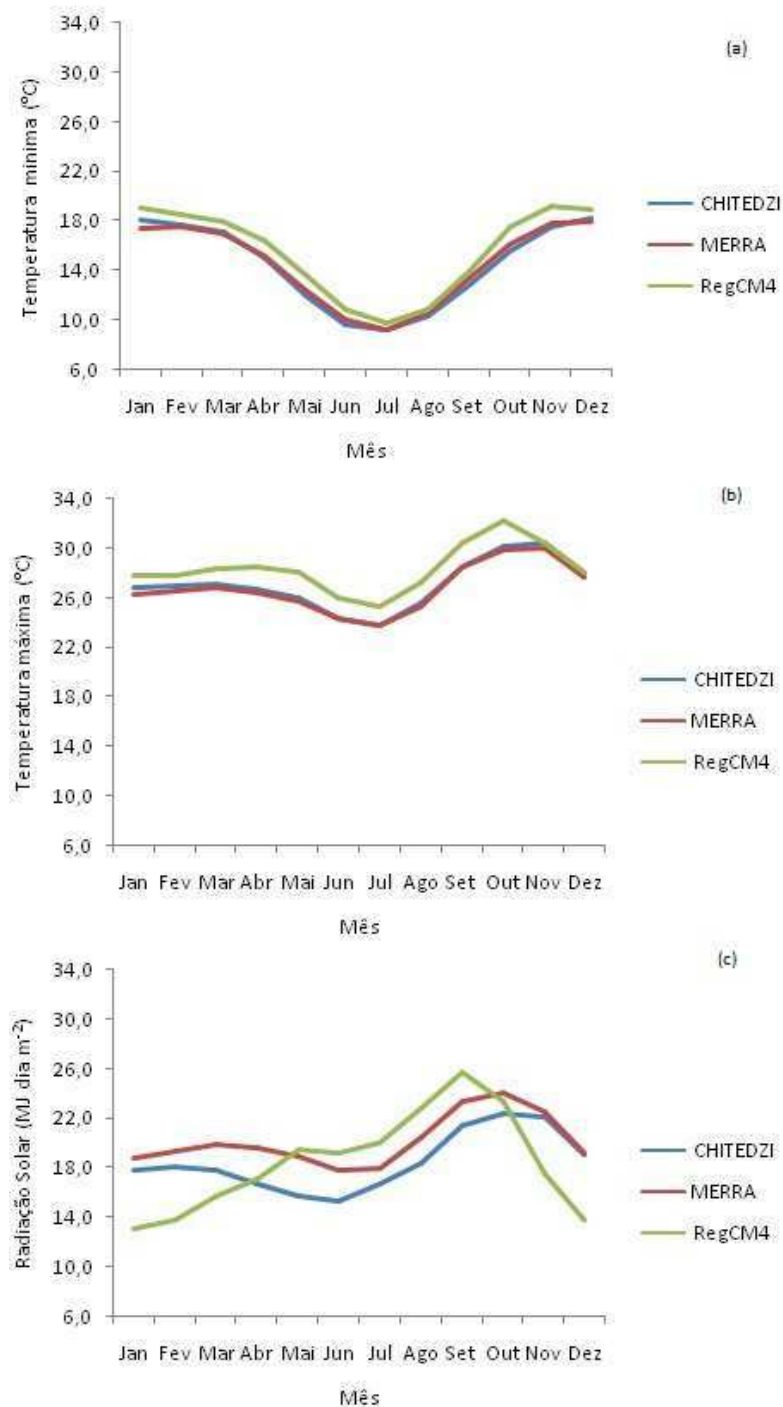 (a)
Temperatura mínima (°C)
34,0
30,0
26,0
22,0
18,0
14,0
10,0
6,0
Jan Fev Mar Abr Mai Jun Jul Ago Set Out Nov Dez
Mês
CHITEDZI
MERRA
RegCM4
(b)
Temperatura máxima (°C)
34,0
30,0
26,0
22,0
18,0
14,0
10,0
6,0
Jan Fev Mar Abr Mai Jun Jul Ago Set Out Nov Dez
Mês
CHITEDZI
MERRA
RegCM4
(c)
Radiação Solar (MJ dia m⁻²)
34,0
30,0
26,0
22,0
18,0
14,0
10,0
6,0
Jan Fev Mar Abr Mai Jun Jul Ago Set Out Nov Dez
Mês
CHITEDZI
MERRA
RegCM4